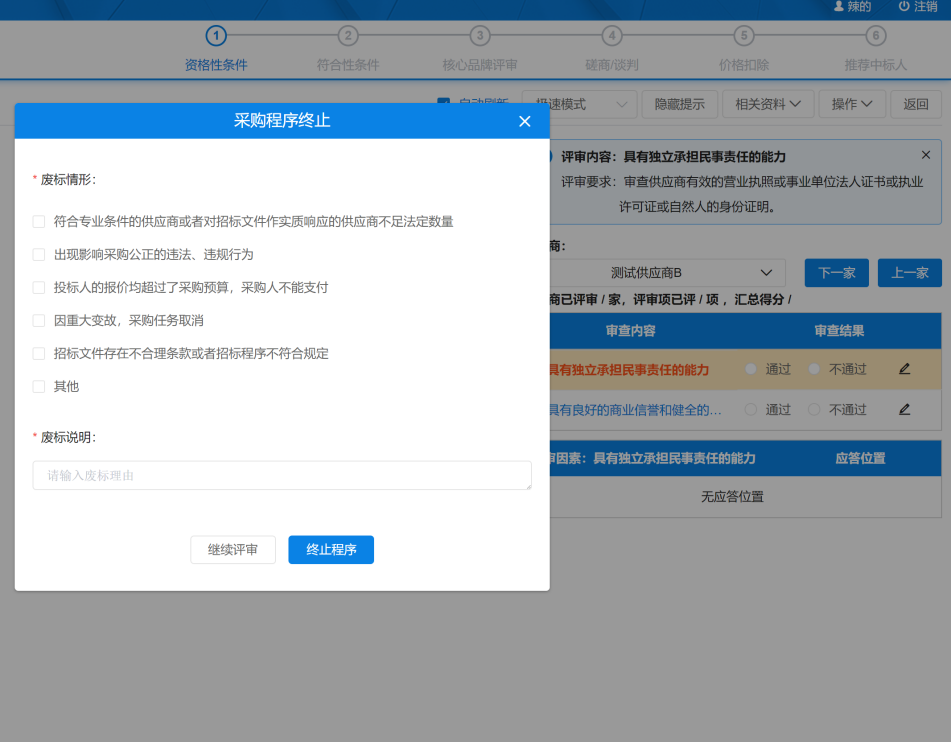 辣的 注销
1 2 3 4 5 6
资格性条件 符合性条件 核心品牌评审 磋商/谈判 价格扣除 推荐中标人
自动刷新 极速模式 隐藏提示 相关资料 操作 返回
采购程序终止
* 废标情形：
符合专业条件的供应商或者对招标文件作实质响应的供应商不足法定数量
出现影响采购公正的违法、违规行为
投标人的报价均超过了采购预算，采购人不能支付
因重大变故，采购任务取消
招标文件存在不合理条款或者招标程序不符合规定
其他
* 废标说明：
请输入废标理由
继续评审 终止程序
评审内容：具有独立承担民事责任的能力
评审要求：审查供应商有效的营业执照或事业单位法人证书或执业
许可证或自然人的身份证明。
商：
测试供应商B 下一家 上一家
商已评审 / 家，评审项已评 / 项 ，汇总得分 /
审查内容 审查结果
具有独立承担民事责任的能力 通过 不通过
具有良好的商业信誉和健全的… 通过 不通过
审因素：具有独立承担民事责任的能力 应答位置
无应答位置